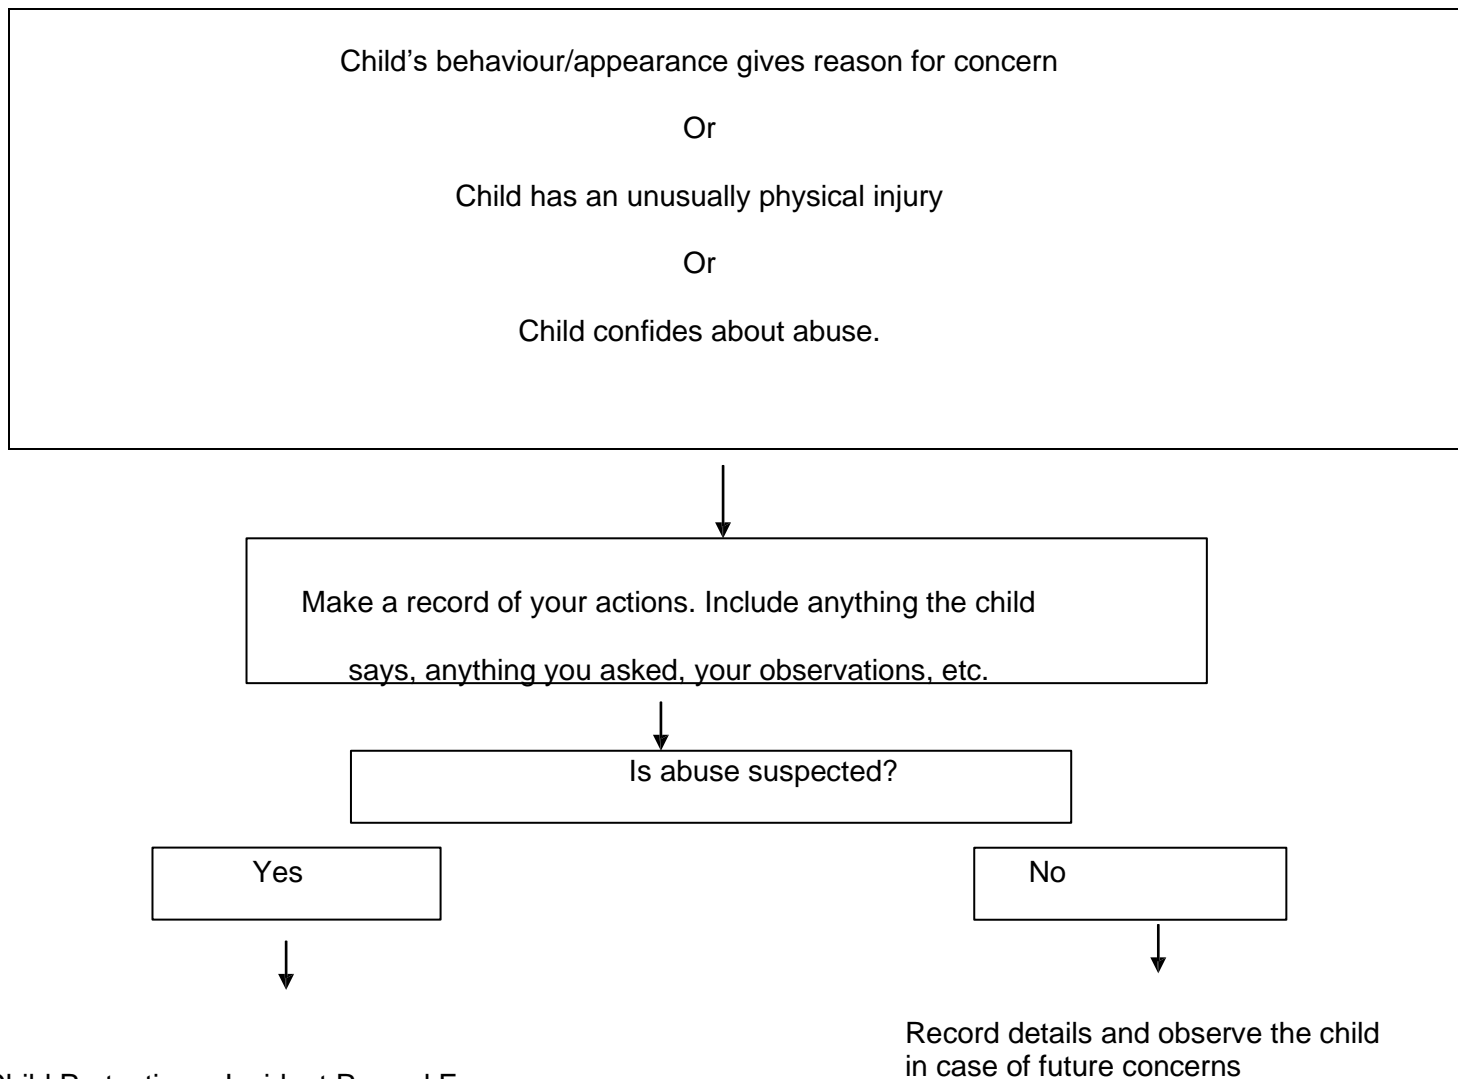 Child’s behaviour/appearance gives reason for concern
Or
Child has an unusually physical injury
Or
Child confides about abuse.
Make a record of your actions. Include anything the child
says, anything you asked, your observations, etc.
Is abuse suspected?
Yes
No
Record details and observe the child
in case of future concerns
Incident Record